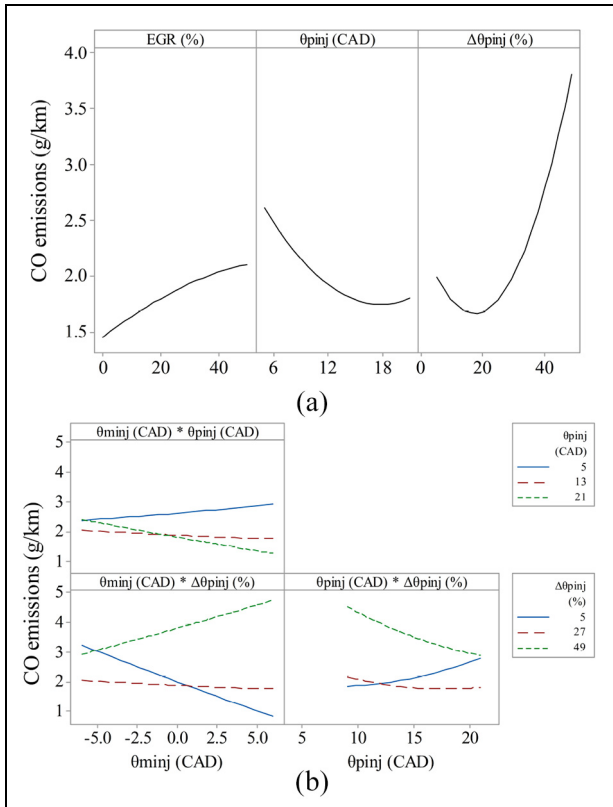 EGR (%) θpinj (CAD) Δθpinj (%)
CO emissions (g/km)
4.0
3.5
3.0
2.5
2.0
1.5
0 20 40 6 12 18 0 20 40
(a)
θminj (CAD) * θpinj (CAD)
θpinj
(CAD)
5
13
21
5
4
3
2
1
CO emissions (g/km)
θminj (CAD) * Δθpinj (%) θpinj (CAD) * Δθpinj (%)
Δθpinj
(%)
5
27
49
5
4
3
2
1
-5.0 -2.5 0.0 2.5 5.0 5 10 15 20
θminj (CAD) θpinj (CAD)
(b)